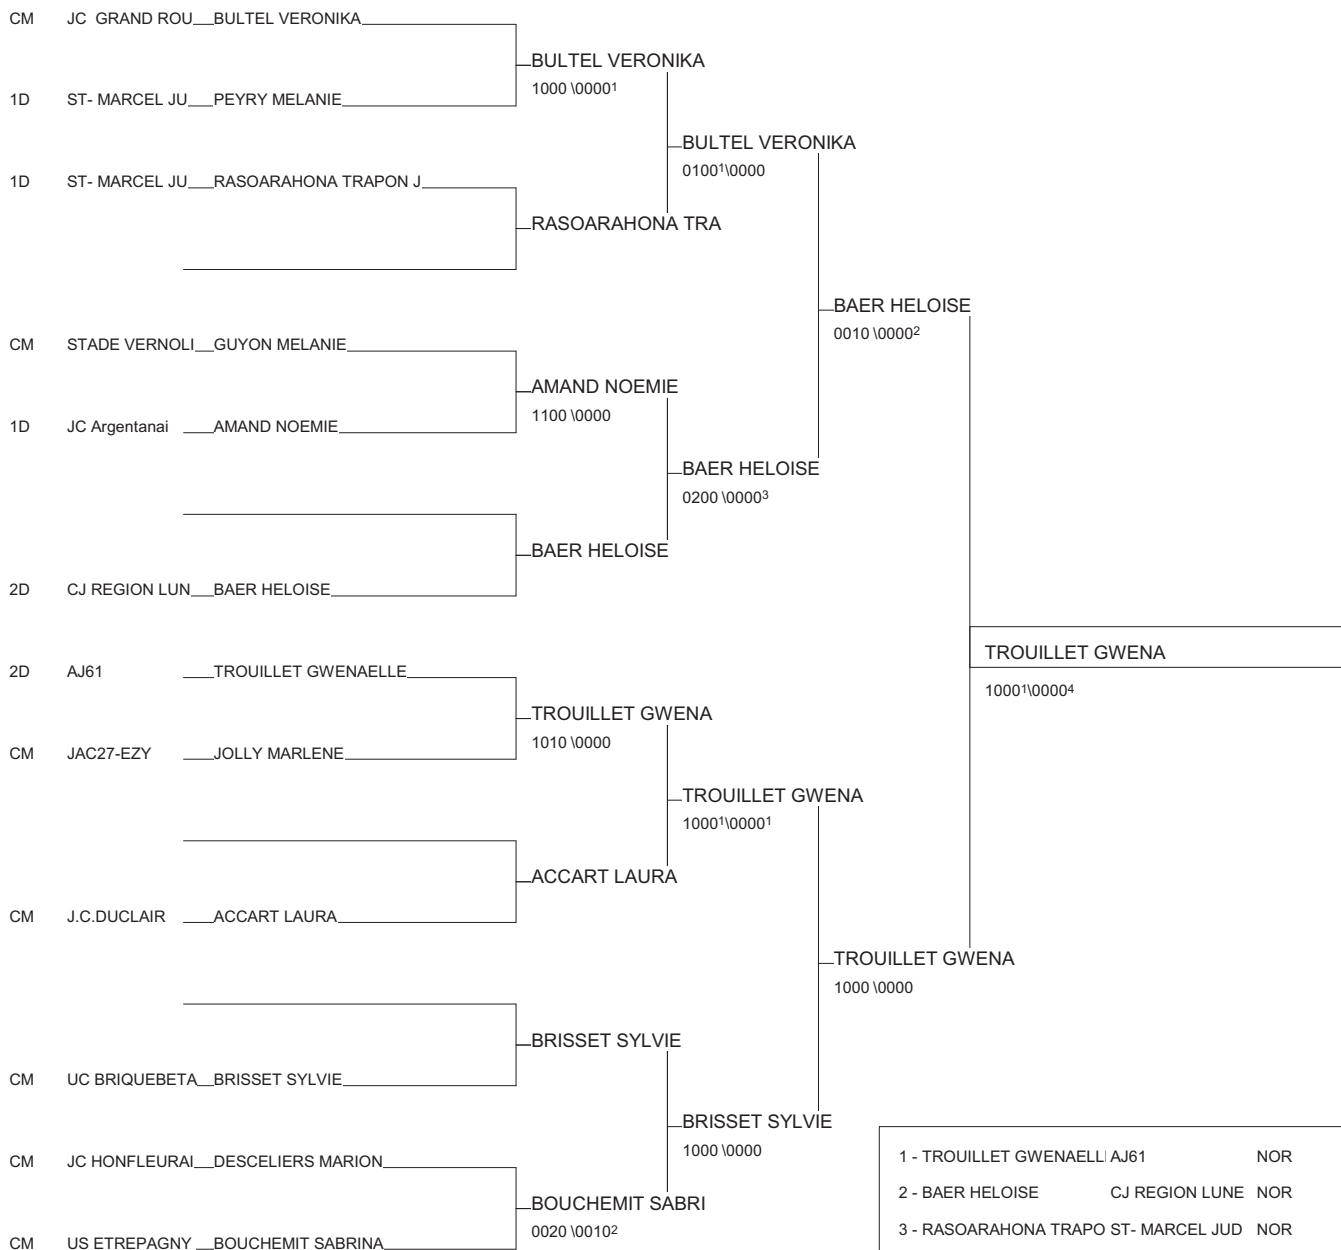 CM JC GRAND ROU BULTEL VERONIKA
BULTEL VERONIKA
1000 \0000¹
1D ST- MARCEL JU PEYRY MELANIE
BULTEL VERONIKA
0100¹\0000
1D ST- MARCEL JU RASOARAHONA TRAPON J
RASOARAHONA TRA
BAER HELOISE
0010 \0000²
CM STADE VERNOLI GUYON MELANIE
AMAND NOEMIE
1100 \0000
1D JC Argentanai AMAND NOEMIE
BAER HELOISE
0200 \0000³
BAER HELOISE
2D CJ REGION LUN BAER HELOISE
TROUILLET GWENA
1000¹\0000⁴
2D AJ61 TROUILLET GWENAELLE
TROUILLET GWENA
1010 \0000
CM JAC27-EZY JOLLY MARLENE
TROUILLET GWENA
1000¹\0000¹
ACCART LAURA
CM J.C.DUCLAIR ACCART LAURA
TROUILLET GWENA
1000 \0000
BRISSET SYLVIE
CM UC BRIQUEBETA BRISSET SYLVIE
BRISSET SYLVIE
1000 \0000
CM JC HONFLEURAI DESCELIERS MARION
BOUCHEMIT SABRI
0020 \0010²
CM US ETREPAGNY BOUCHEMIT SABRINA
1 - TROUILLET GWENAELL AJ61 NOR
2 - BAER HELOISE CJ REGION LUNE NOR
3 - RASOARAHONA TRAPO ST- MARCEL JUD NOR